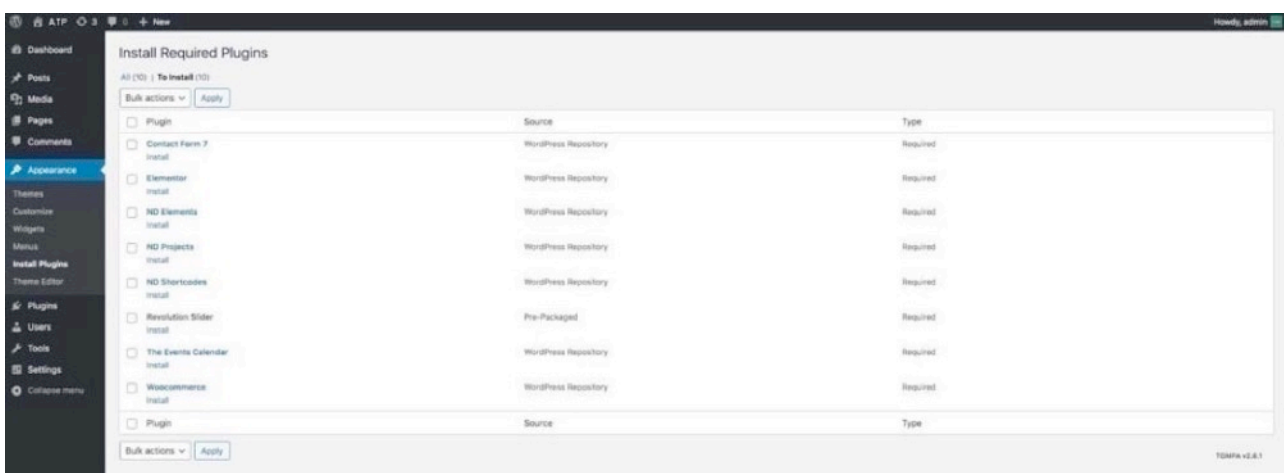 ATP 3 0 + New Howdy, admin
Dashboard
Posts
Media
Pages
Comments
Appearance
Themes
Customize
Widgets
Menus
Install Plugins
Theme Editor
Plugins
Users
Tools
Settings
Collapse menu
Install Required Plugins
All (10) | To Install (10)
Bulk actions Apply
Plugin Source Type
Contact Form 7 WordPress Repository Required
Install
Elementor WordPress Repository Required
Install
ND Elements WordPress Repository Required
Install
ND Projects WordPress Repository Required
Install
ND Shortcodes WordPress Repository Required
Install
Revolution Slider Pre-Packaged Required
Install
The Events Calendar WordPress Repository Required
Install
Woocommerce WordPress Repository Required
Install
Plugin Source Type
Bulk actions Apply
TGMPA v2.6.1